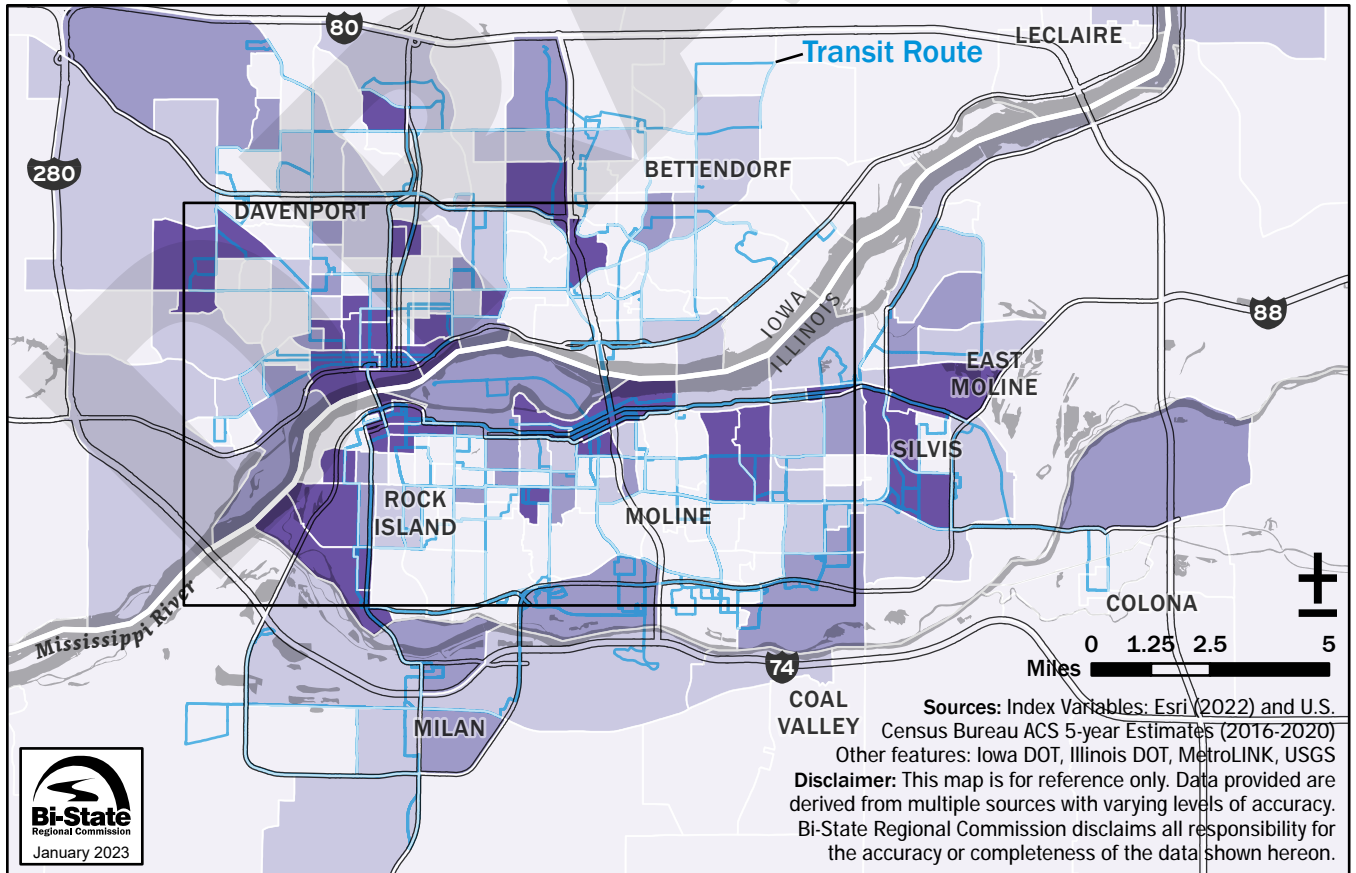 80
LECLAIRE
Transit Route
280
BETTENDORF
DAVENPORT
IOWA
ILLINOIS
88
EAST
MOLINE
SILVIS
ROCK
ISLAND
MOLINE
COLONA
Mississippi River
0 1.25 2.5 5
Miles
74
COAL
VALLEY
MILAN
Sources: Index Variables: Esri (2022) and U.S.
Census Bureau ACS 5-year Estimates (2016-2020)
Other features: Iowa DOT, Illinois DOT, MetroLINK, USGS
Disclaimer: This map is for reference only. Data provided are
derived from multiple sources with varying levels of accuracy.
Bi-State Regional Commission disclaims all responsibility for
the accuracy or completeness of the data shown hereon.
Bi-State
Regional Commission
January 2023